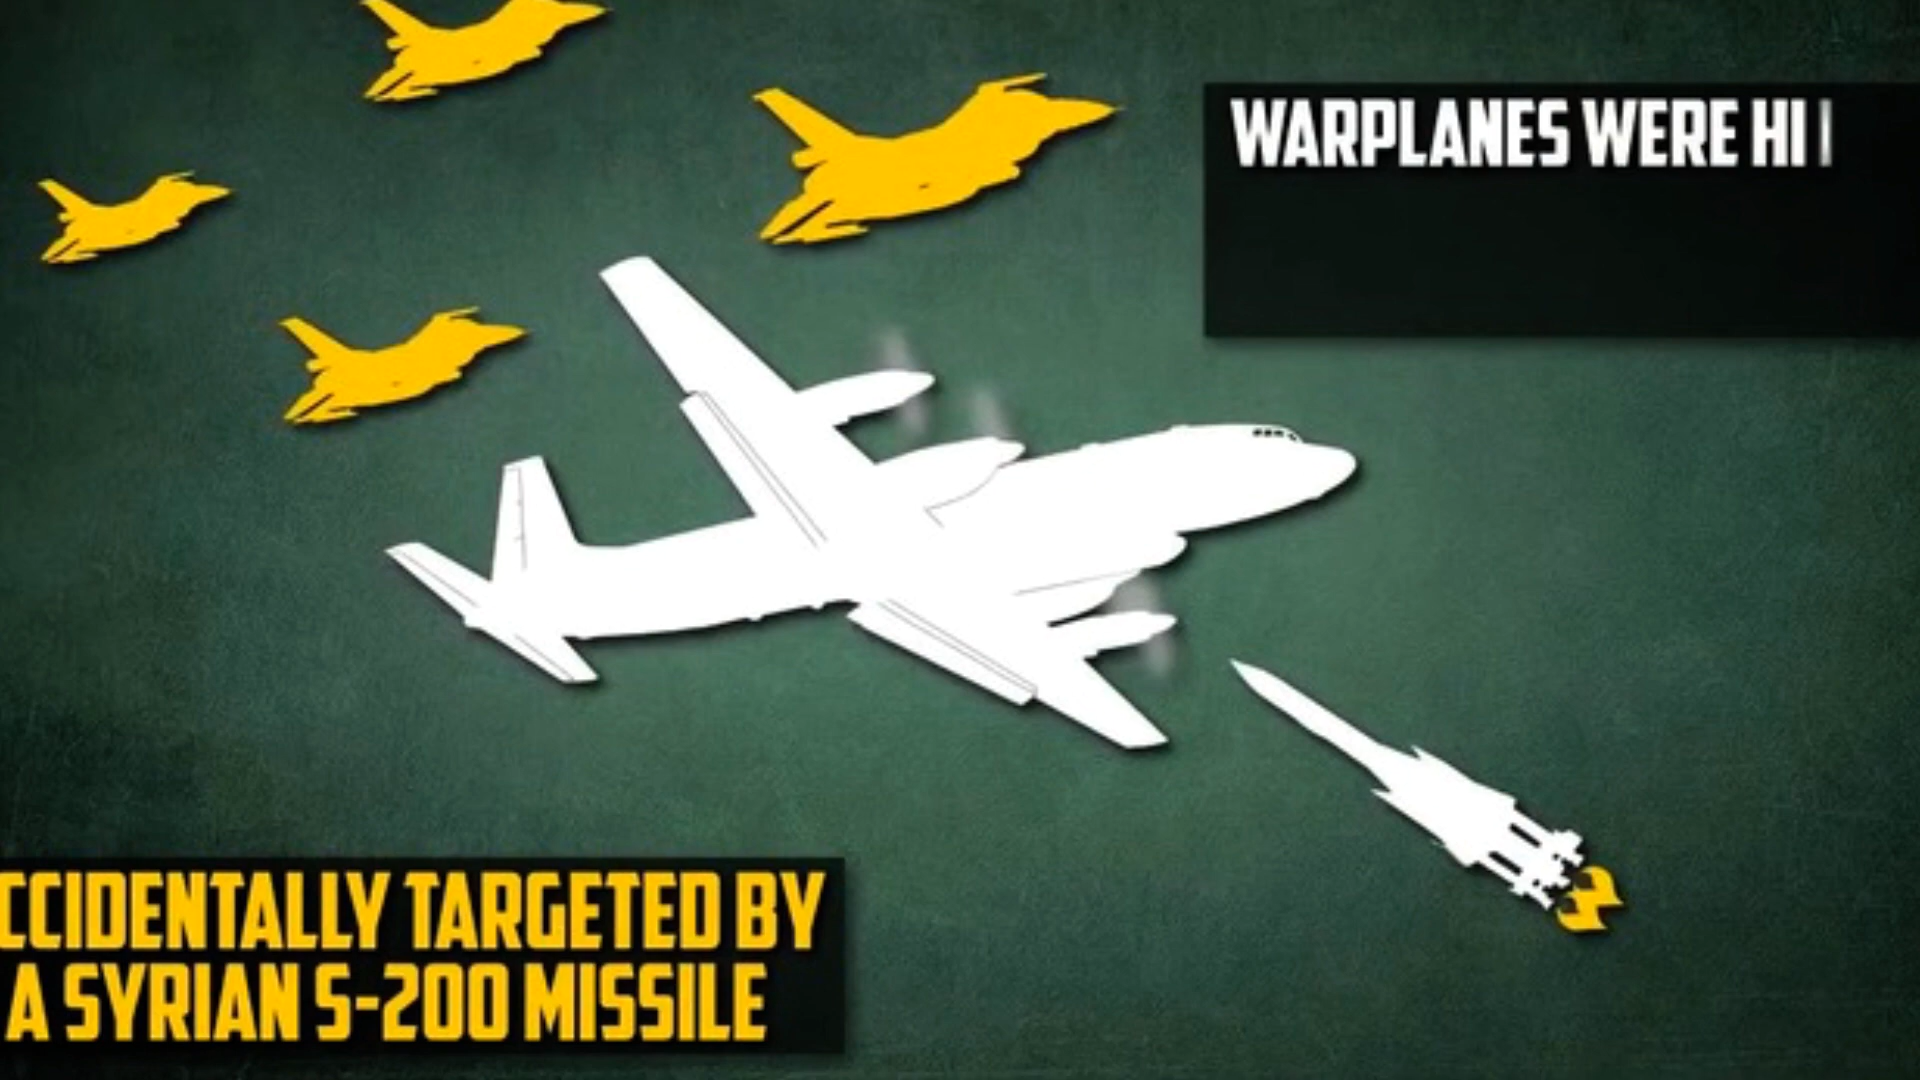 WARPLANES WERE HI
CCIDENTALLY TARGETED BY
A SYRIAN S-200 MISSILE